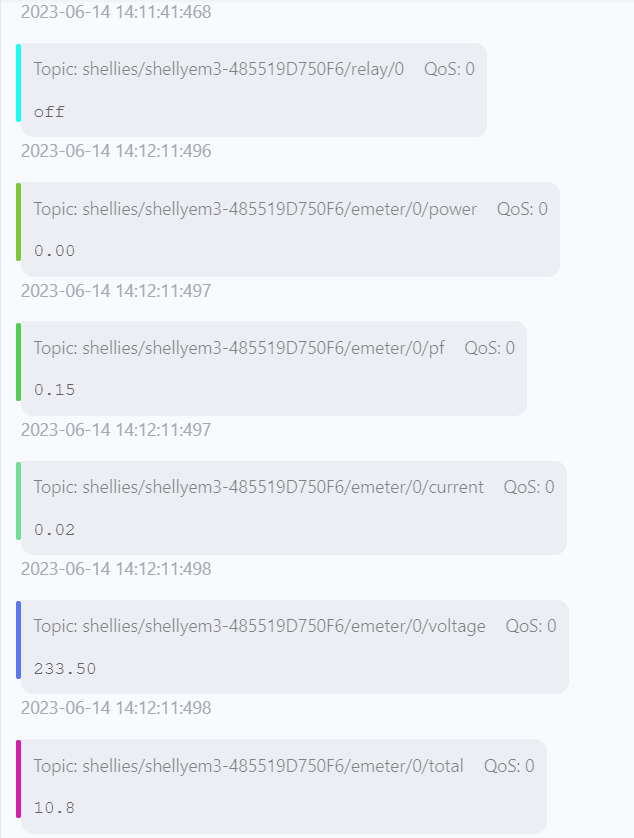 2023-06-14 14:11:41:468
Topic: shellies/shellyem3-485519D750F6/relay/0 QoS: 0
off
2023-06-14 14:12:11:496
Topic: shellies/shellyem3-485519D750F6/emeter/0/power QoS: 0
0.00
2023-06-14 14:12:11:497
Topic: shellies/shellyem3-485519D750F6/emeter/0/pf QoS: 0
0.15
2023-06-14 14:12:11:497
Topic: shellies/shellyem3-485519D750F6/emeter/0/current QoS: 0
0.02
2023-06-14 14:12:11:498
Topic: shellies/shellyem3-485519D750F6/emeter/0/voltage QoS: 0
233.50
2023-06-14 14:12:11:498
Topic: shellies/shellyem3-485519D750F6/emeter/0/total QoS: 0
10.8